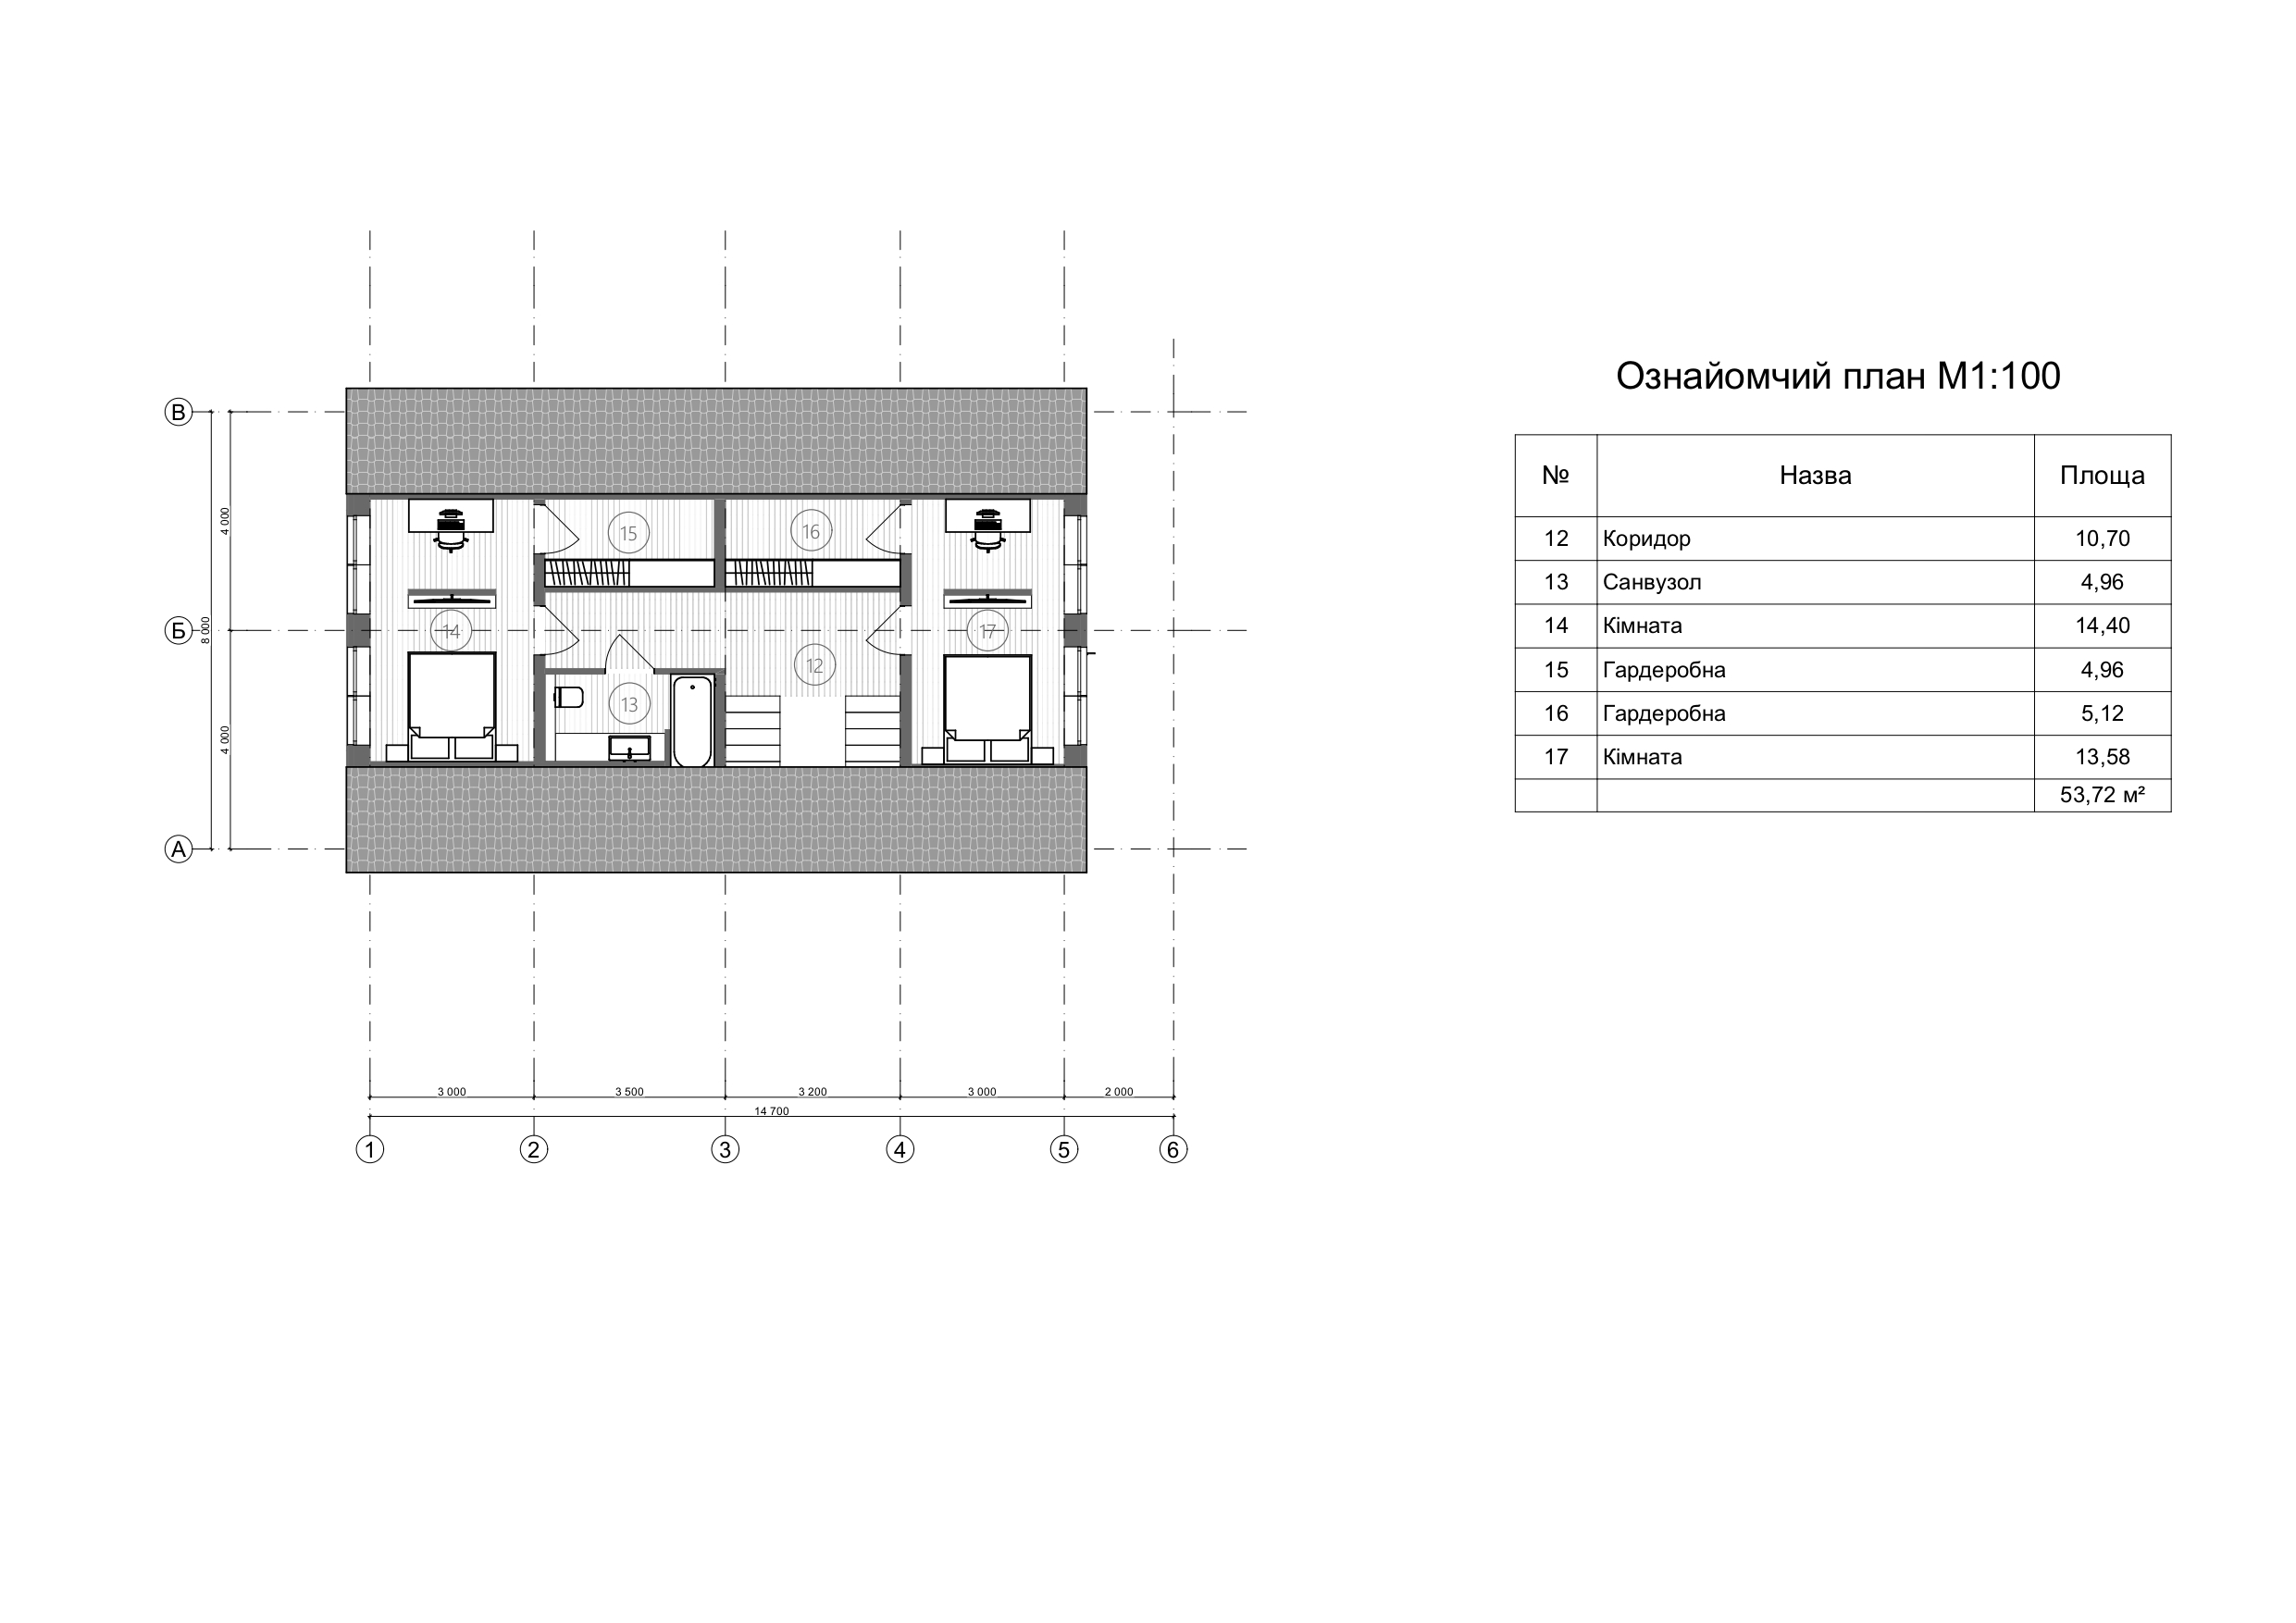 Ознайомчий план М1:100
№ Назва Площа
12 Коридор 10,70
13 Санвузол 4,96
14 Кімната 14,40
15 Гардеробна 4,96
16 Гардеробна 5,12
17 Кімната 13,58
53,72 м²
В
Б
А
4 000
8 000
4 000
15
16
14
17
12
13
3 000
3 500
3 200
3 000
2 000
14 700
1
2
3
4
5
6